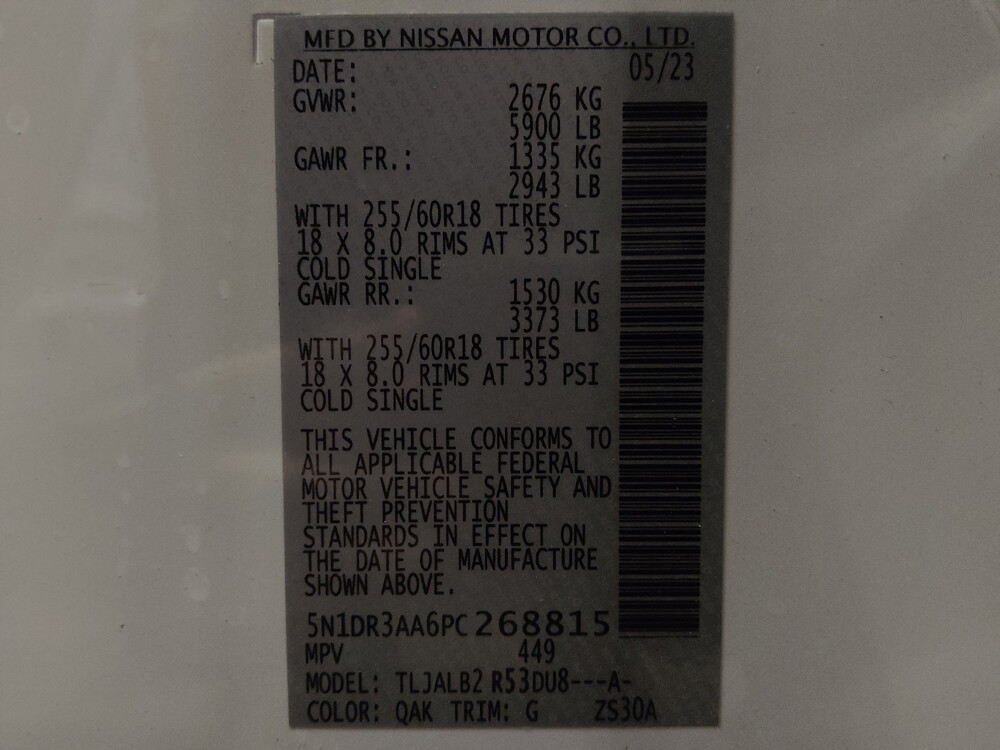 MFD BY NISSAN MOTOR CO., LTD.
DATE: 05/23
GVWR: 2676 KG
5900 LB
GAWR FR.: 1335 KG
2943 LB
WITH 255/60R18 TIRES
18 X 8.0 RIMS AT 33 PSI
COLD SINGLE
GAWR RR.: 1530 KG
3373 LB
WITH 255/60R18 TIRES
18 X 8.0 RIMS AT 33 PSI
COLD SINGLE
THIS VEHICLE CONFORMS TO
ALL APPLICABLE FEDERAL
MOTOR VEHICLE SAFETY AND
THEFT PREVENTION
STANDARDS IN EFFECT ON
THE DATE OF MANUFACTURE
SHOWN ABOVE.
5N1DR3AA6PC268815
MPV 449
MODEL: TLJALB2 R53DU8---A-
COLOR: QAK TRIM: G ZS30A